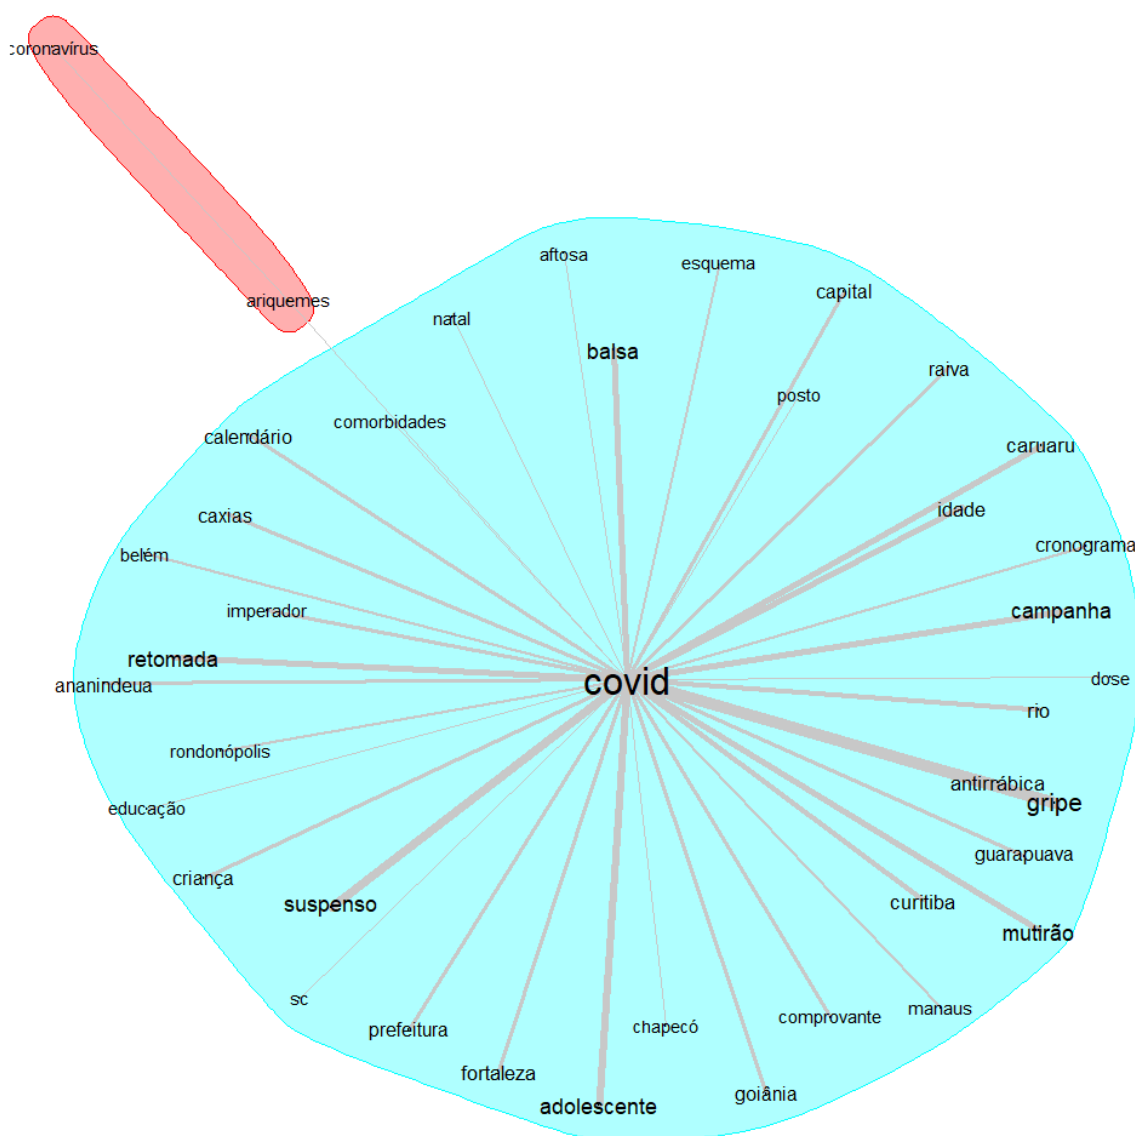 coronavírus
aftosa
esquema
capital
ariquemes
natal
balsa
raiva
posto
comorbidades
calendário
caruaru
idade
caxias
cronograma
belém
imperador
campanha
retomada
covid
dose
ananindeua
rio
rondonópolis
antirrábica
gripe
educação
guarapuava
criança
suspenso
curitiba
mutirão
sc
manaus
comprovante
prefeitura
chapecó
fortaleza
goiânia
adolescente